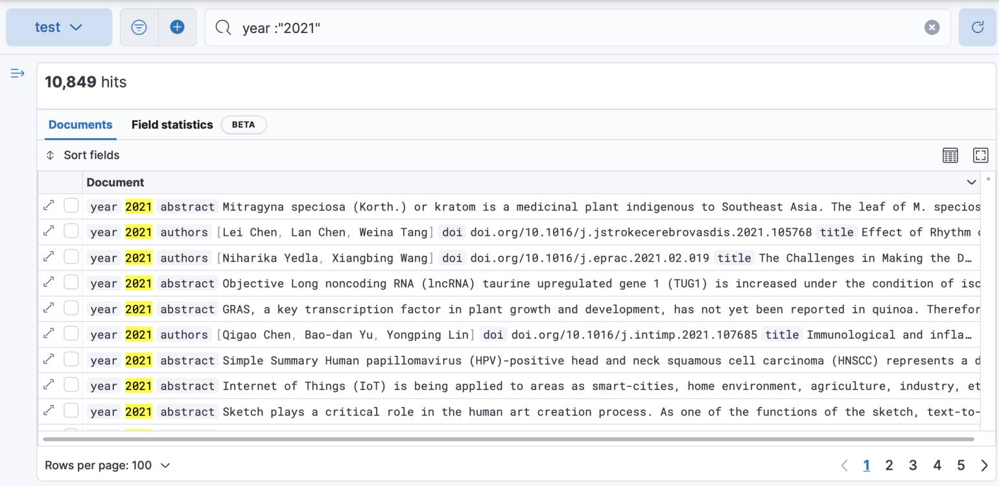 test year :"2021"
10,849 hits
Documents Field statistics BETA
Sort fields
Document
year 2021 abstract Mitragyna speciosa (Korth.) or kratom is a medicinal plant indigenous to Southeast Asia. The leaf of M. specios
year 2021 authors [Lei Chen, Lan Chen, Weina Tang] doi doi.org/10.1016/j.jstrokecerebrovasdis.2021.105768 title Effect of Rhythm
year 2021 authors [Niharika Yedla, Xiangbing Wang] doi doi.org/10.1016/j.eprac.2021.02.019 title The Challenges in Making the D…
year 2021 abstract Objective Long noncoding RNA (lncRNA) taurine upregulated gene 1 (TUG1) is increased under the condition of isc
year 2021 abstract GRAS, a key transcription factor in plant growth and development, has not yet been reported in quinoa. Therefor
year 2021 authors [Qigao Chen, Bao-dan Yu, Yongping Lin] doi doi.org/10.1016/j.intimp.2021.107685 title Immunological and infla…
year 2021 abstract Simple Summary Human papillomavirus (HPV)-positive head and neck squamous cell carcinoma (HNSCC) represents a d
year 2021 abstract Internet of Things (IoT) is being applied to areas as smart-cities, home environment, agriculture, industry, et
year 2021 abstract Sketch plays a critical role in the human art creation process. As one of the functions of the sketch, text-to-
Rows per page: 100 1 2 3 4 5